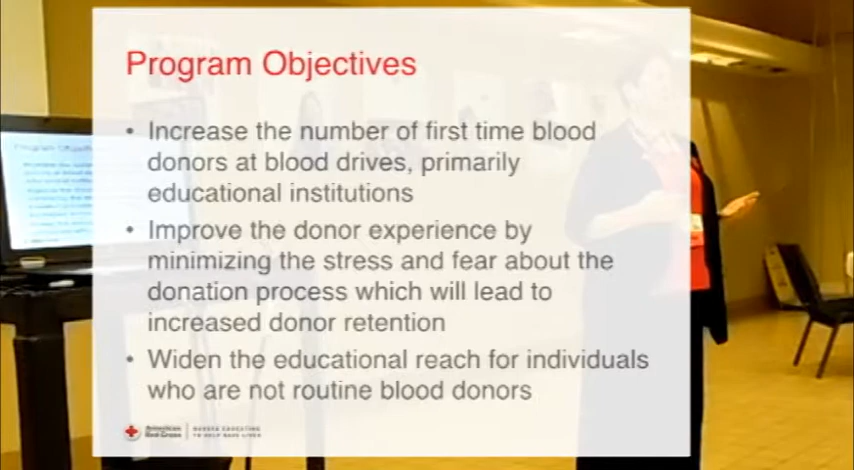 Program Objectives
• Increase the number of first time blood
donors at blood drives, primarily
educational institutions
• Improve the donor experience by
minimizing the stress and fear about the
donation process which will lead to
increased donor retention
• Widen the educational reach for individuals
who are not routine blood donors
American
Red Cross
Program Objectives